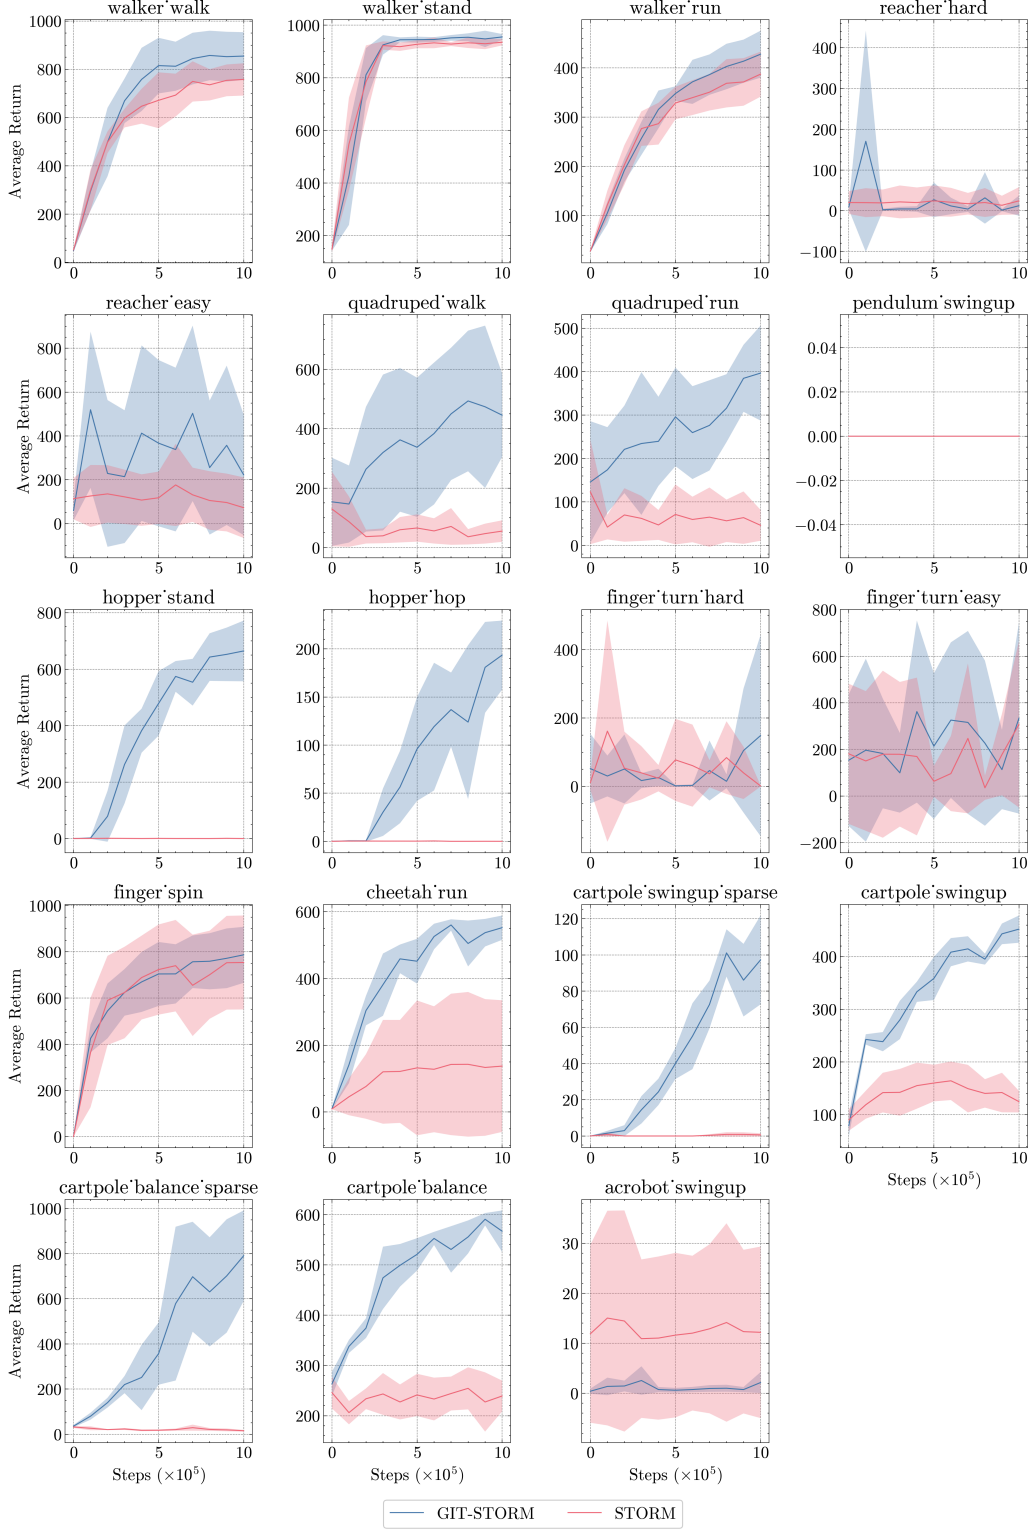 walker˙walk
walker˙stand
walker˙run
reacher˙hard
Average Return
1000
800
600
400
200
0
0 5 10
1000
800
600
400
200
0 5 10
400
300
200
100
0 5 10
400
300
200
100
0
−100
0 5 10
reacher˙easy
quadruped˙walk
quadruped˙run
pendulum˙swingup
Average Return
800
600
400
200
0
0 5 10
600
400
200
0
0 5 10
500
400
300
200
100
0
0 5 10
0.04
0.02
0.00
−0.02
−0.04
0 5 10
hopper˙stand
hopper˙hop
finger˙turn˙hard
finger˙turn˙easy
Average Return
800
600
400
200
0
0 5 10
200
150
100
50
0
0 5 10
400
200
0
0 5 10
800
600
400
200
0
−200
0 5 10
finger˙spin
cheetah˙run
cartpole˙swingup˙sparse
cartpole˙swingup
Average Return
1000
800
600
400
200
0
0 5 10
600
400
200
0
0 5 10
120
100
80
60
40
20
0
0 5 10
400
300
200
100
0 5 10
Steps (×10⁵)
cartpole˙balance˙sparse
cartpole˙balance
acrobot˙swingup
Average Return
1000
800
600
400
200
0
0 5 10
Steps (×10⁵)
600
500
400
300
200
0 5 10
Steps (×10⁵)
30
20
10
0
0 5 10
Steps (×10⁵)
GIT-STORM STORM